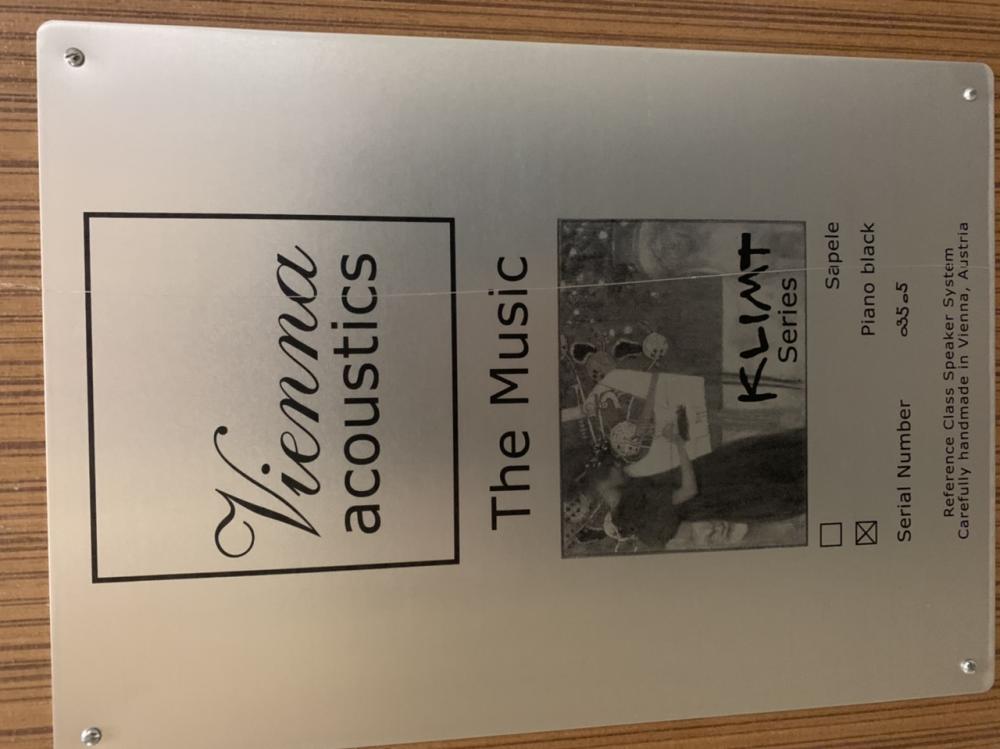 Vienna
acoustics
The Music
KLIMT
Series
Sapele
Piano black
Serial Number 03505
Reference Class Speaker System
Carefully handmade in Vienna, Austria